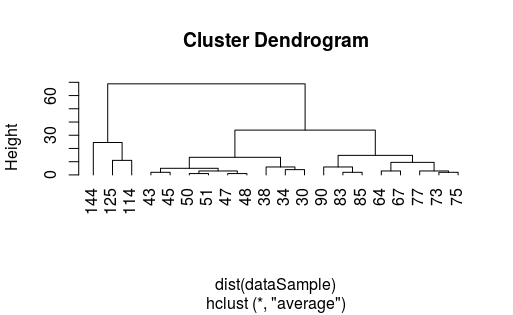 Cluster Dendrogram
Height
60
30
0
144 125 114 43 45 50 51 47 48 38 34 30 90 83 85 64 67 77 73 75
dist(dataSample)
hclust (*, "average")